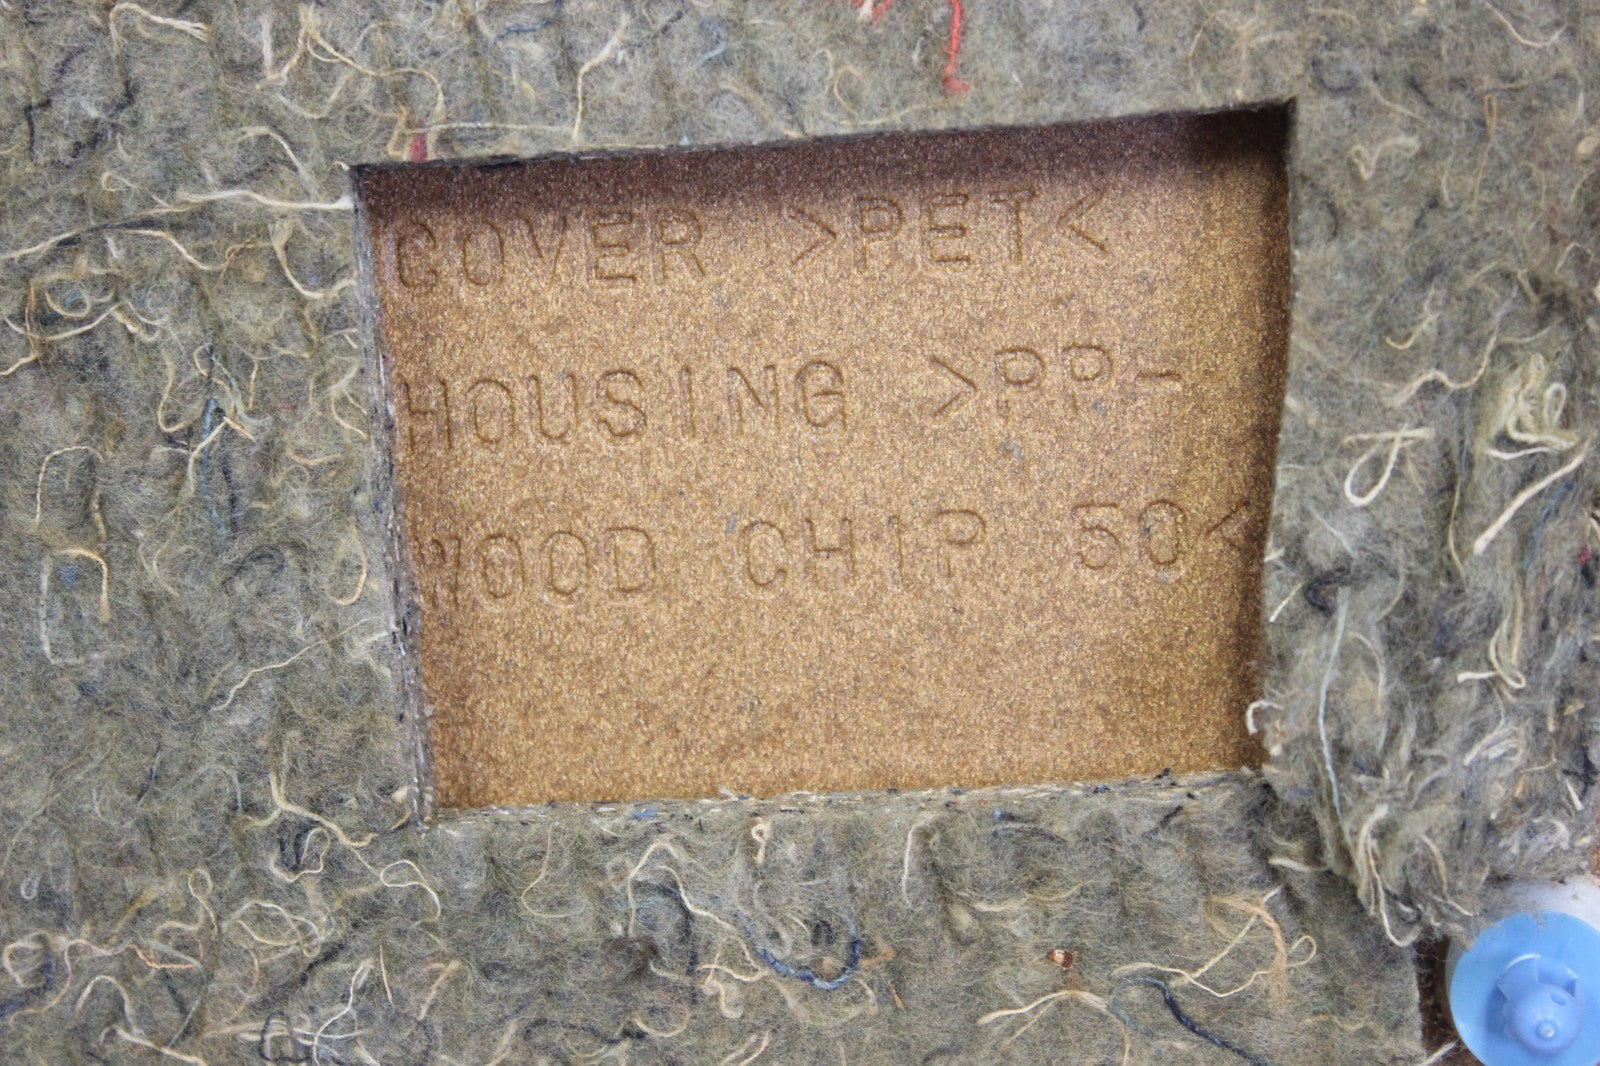 COVER >PET<
HOUSING >PP-
WOOD CHIP 50<